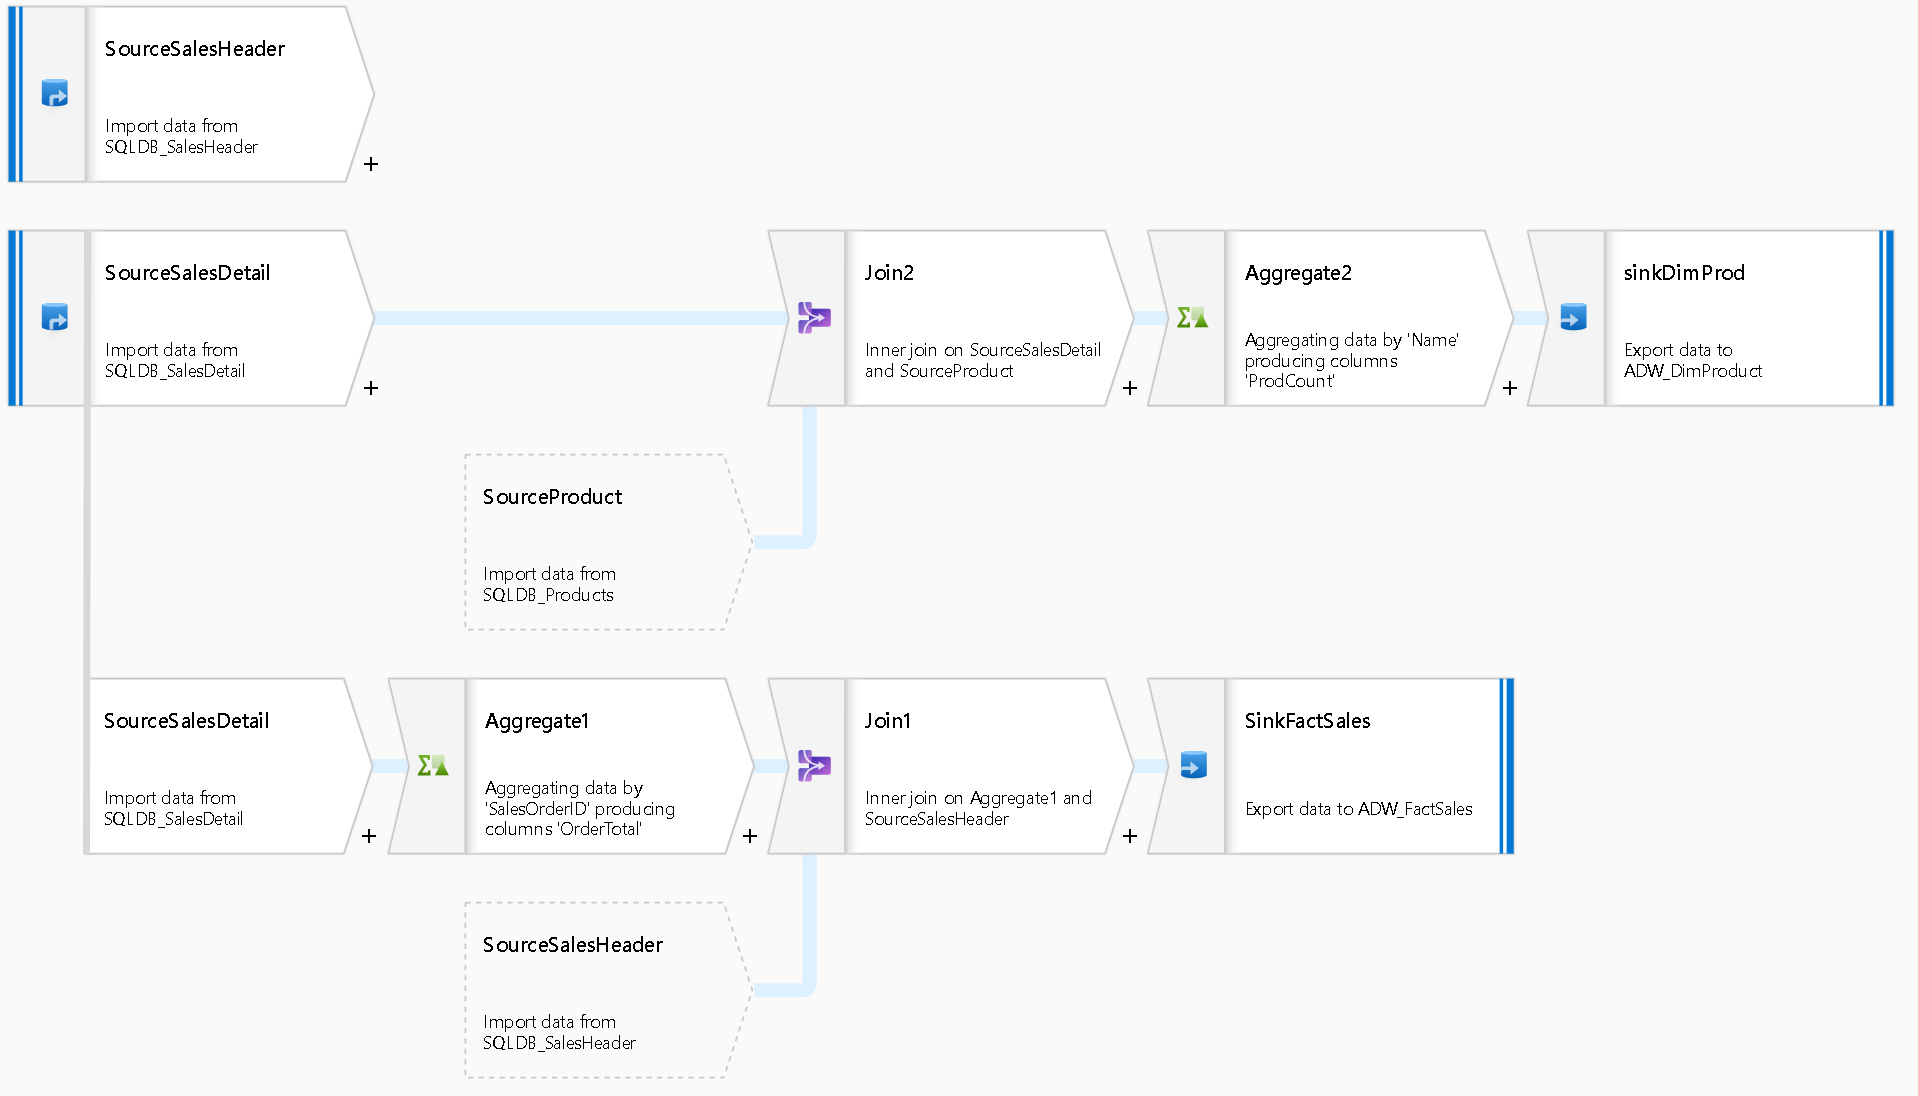 SourceSalesHeader
Import data from
SQLDB_SalesHeader
+
SourceSalesDetail
Import data from
SQLDB_SalesDetail
+
Join2
Inner join on SourceSalesDetail
and SourceProduct
+
Aggregate2
Aggregating data by 'Name'
producing columns
'ProdCount'
+
sinkDimProd
Export data to
ADW_DimProduct
SourceProduct
Import data from
SQLDB_Products
SourceSalesDetail
Import data from
SQLDB_SalesDetail
+
Aggregate1
Aggregating data by
'SalesOrderID' producing
columns 'OrderTotal'
+
Join1
Inner join on Aggregate1 and
SourceSalesHeader
+
SinkFactSales
Export data to ADW_FactSales
SourceSalesHeader
Import data from
SQLDB_SalesHeader